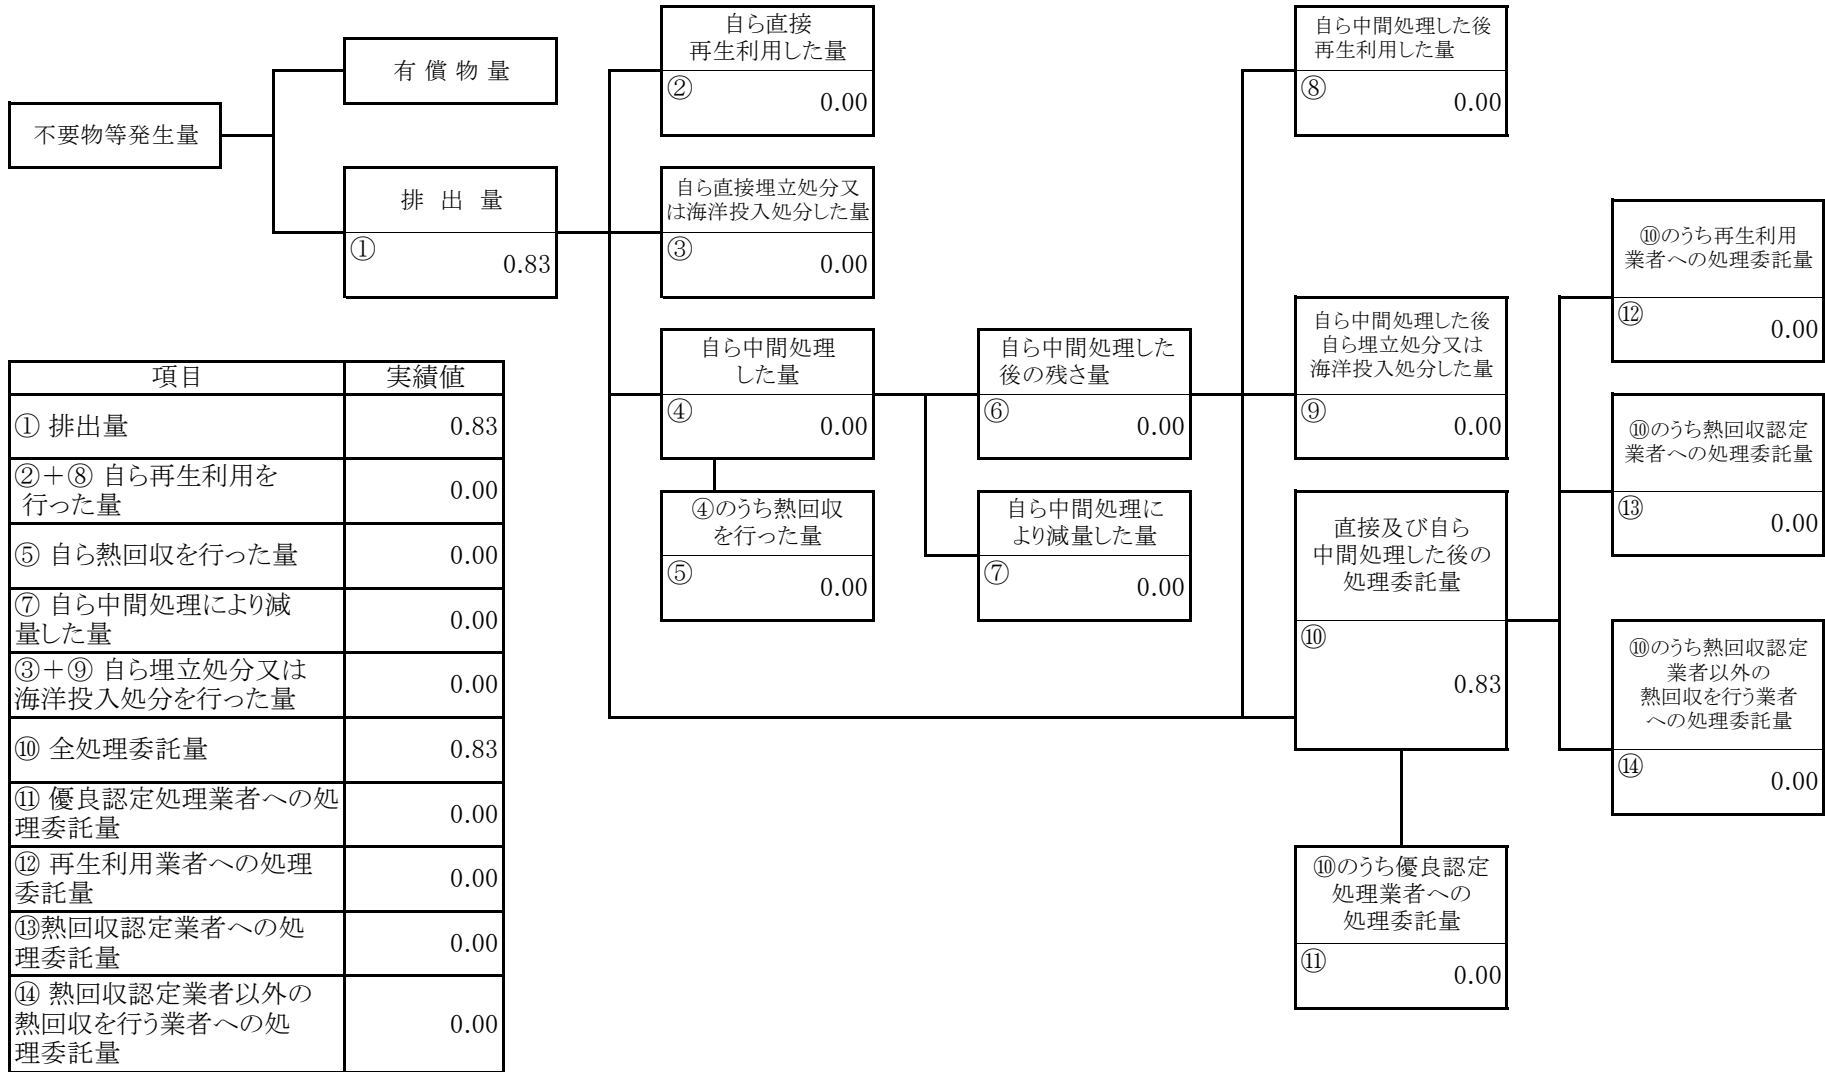 不要物等発生量
有 償 物 量
排 出 量
①
0.83
自ら直接
再生利用した量
②
0.00
自ら直接埋立処分又
は海洋投入処分した量
③
0.00
自ら中間処理
した量
④
0.00
④のうち熱回収
を行った量
⑤
0.00
自ら中間処理した
後の残さ量
⑥
0.00
自ら中間処理に
より減量した量
⑦
0.00
自ら中間処理した後
再生利用した量
⑧
0.00
自ら中間処理した後
自ら埋立処分又は
海洋投入処分した量
⑨
0.00
直接及び自ら
中間処理した後の
処理委託量
⑩
0.83
⑩のうち優良認定
処理業者への
処理委託量
⑪
0.00
⑩のうち再生利用
業者への処理委託量
⑫
0.00
⑩のうち熱回収認定
業者への処理委託量
⑬
0.00
⑩のうち熱回収認定
業者以外の
熱回収を行う業者
への処理委託量
⑭
0.00
項目 実績値
① 排出量 0.83
②＋⑧ 自ら再生利用を
行った量 0.00
⑤ 自ら熱回収を行った量 0.00
⑦ 自ら中間処理により減
量した量 0.00
③＋⑨ 自ら埋立処分又は
海洋投入処分を行った量 0.00
⑩ 全処理委託量 0.83
⑪ 優良認定処理業者への処
理委託量 0.00
⑫ 再生利用業者への処理
委託量 0.00
⑬熱回収認定業者への処
理委託量 0.00
⑭ 熱回収認定業者以外の
熱回収を行う業者への処
理委託量 0.00